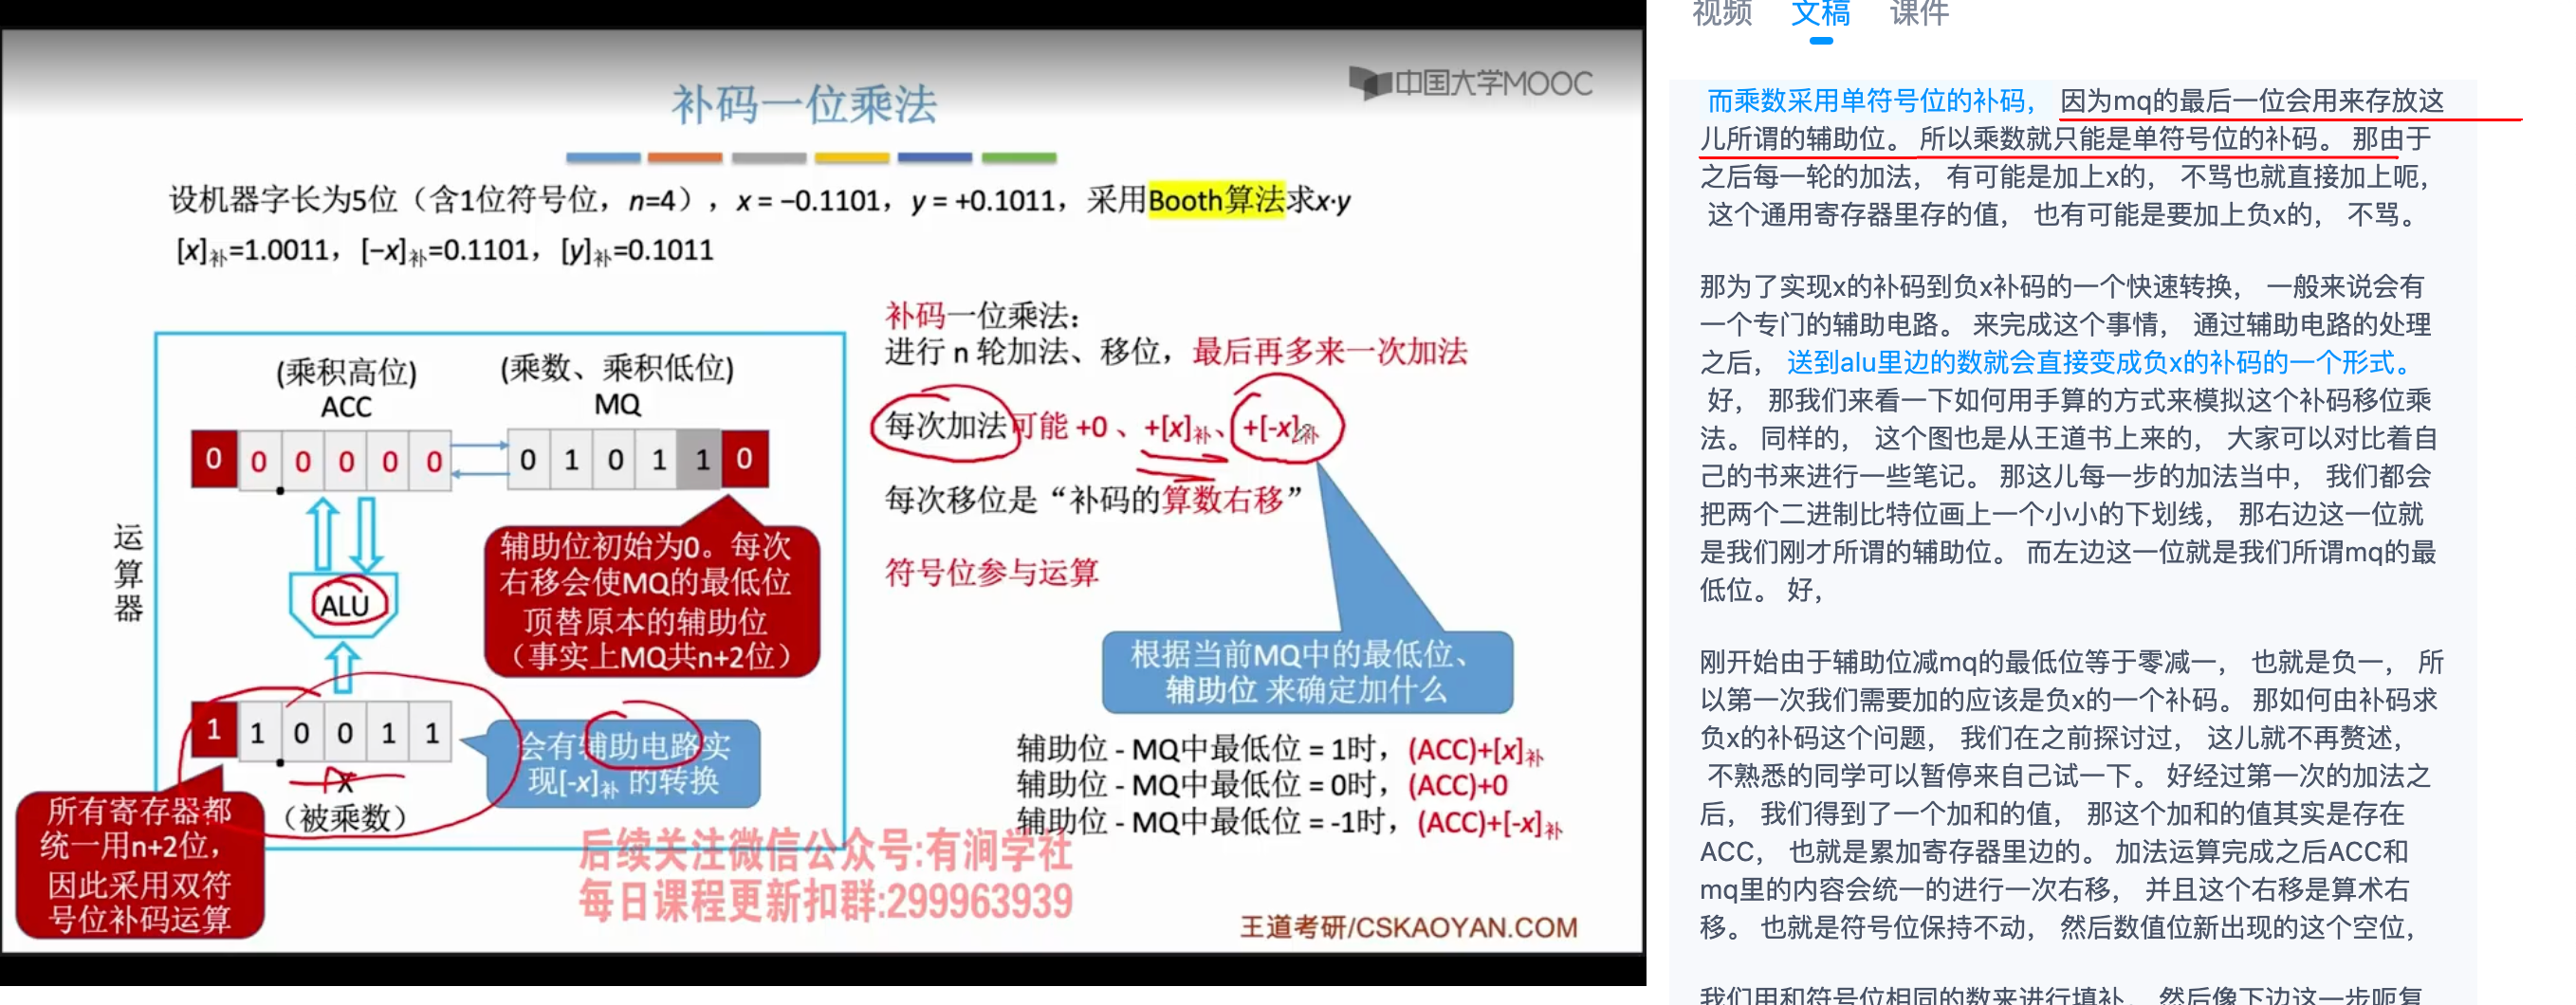 中国大学MOOC
补码一位乘法
设机器字长为5位（含1位符号位，n=4），x = −0.1101，y = +0.1011，采用Booth算法求x·y
[x]补=1.0011，[−x]补=0.1101，[y]补=0.1011
补码一位乘法：
进行 n 轮加法、移位，最后再多来一次加法
每次加法可能 +0 、+[x]补、+[-x]补
每次移位是“补码的算数右移”
符号位参与运算
根据当前MQ中的最低位、
辅助位 来确定加什么
辅助位 - MQ中最低位 = 1时，(ACC)+[x]补
辅助位 - MQ中最低位 = 0时，(ACC)+0
辅助位 - MQ中最低位 = -1时，(ACC)+[-x]补
运算器
(乘积高位)
ACC
(乘数、乘积低位)
MQ
0 0 0 0 0 0
0 1 0 1 1 0
ALU
辅助位初始为0。每次
右移会使MQ的最低位
顶替原本的辅助位
（事实上MQ共n+2位）
1 1 0 0 1 1
x
（被乘数）
会有辅助电路实
现[-x]补 的转换
所有寄存器都
统一用n+2位，
因此采用双符
号位补码运算
后续关注微信公众号:有涧学社
每日课程更新扣群:299963939
王道考研/CSKAOYAN.COM
视频 文稿 课件
而乘数采用单符号位的补码， 因为mq的最后一位会用来存放这
儿所谓的辅助位。 所以乘数就只能是单符号位的补码。 那由于
之后每一轮的加法， 有可能是加上x的， 不骂也就直接加上呃，
这个通用寄存器里存的值， 也有可能是要加上负x的， 不骂。
那为了实现x的补码到负x补码的一个快速转换， 一般来说会有
一个专门的辅助电路。 来完成这个事情， 通过辅助电路的处理
之后， 送到alu里边的数就会直接变成负x的补码的一个形式。
好， 那我们来看一下如何用手算的方式来模拟这个补码移位乘
法。 同样的， 这个图也是从王道书上来的， 大家可以对比着自
己的书来进行一些笔记。 那这儿每一步的加法当中， 我们都会
把两个二进制比特位画上一个小小的下划线， 那右边这一位就
是我们刚才所谓的辅助位。 而左边这一位就是我们所谓mq的最
低位。 好，
刚开始由于辅助位减mq的最低位等于零减一， 也就是负一， 所
以第一次我们需要加的应该是负x的一个补码。 那如何由补码求
负x的补码这个问题， 我们在之前探讨过， 这儿就不再赘述，
不熟悉的同学可以暂停来自己试一下。 好经过第一次的加法之
后， 我们得到了一个加和的值， 那这个加和的值其实是存在
ACC， 也就是累加寄存器里边的。 加法运算完成之后ACC和
mq里的内容会统一的进行一次右移， 并且这个右移是算术右
移。 也就是符号位保持不动， 然后数值位新出现的这个空位，
我们用和符号位相同的数来进行填补。 然后像下边这一步呃复